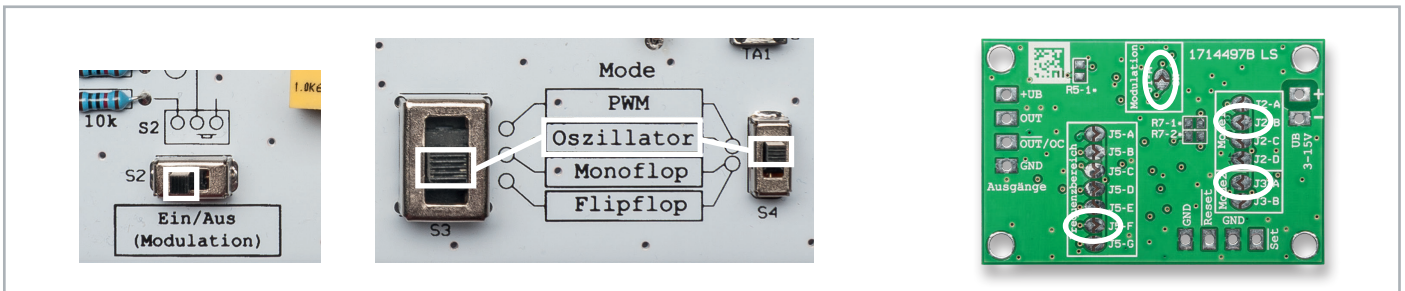 10k
1.0K6
S2
S2
Ein/Aus
(Modulation)
Mode
PWM
Oszillator
Monoflop
Flipflop
S3
S4
TA1
1714497B LS
Modulation
R5-1*
+UB
OUT
OUT/OC
GND
Ausgänge
J5-A
J5-B
J5-C
J5-D
J5-E
J5-F
J5-G
R7-1*
R7-2*
J2-A
J2-B
J2-C
J2-D
J3-A
J3-B
+
-
UB
3-15V
GND
Reset
GND
Set